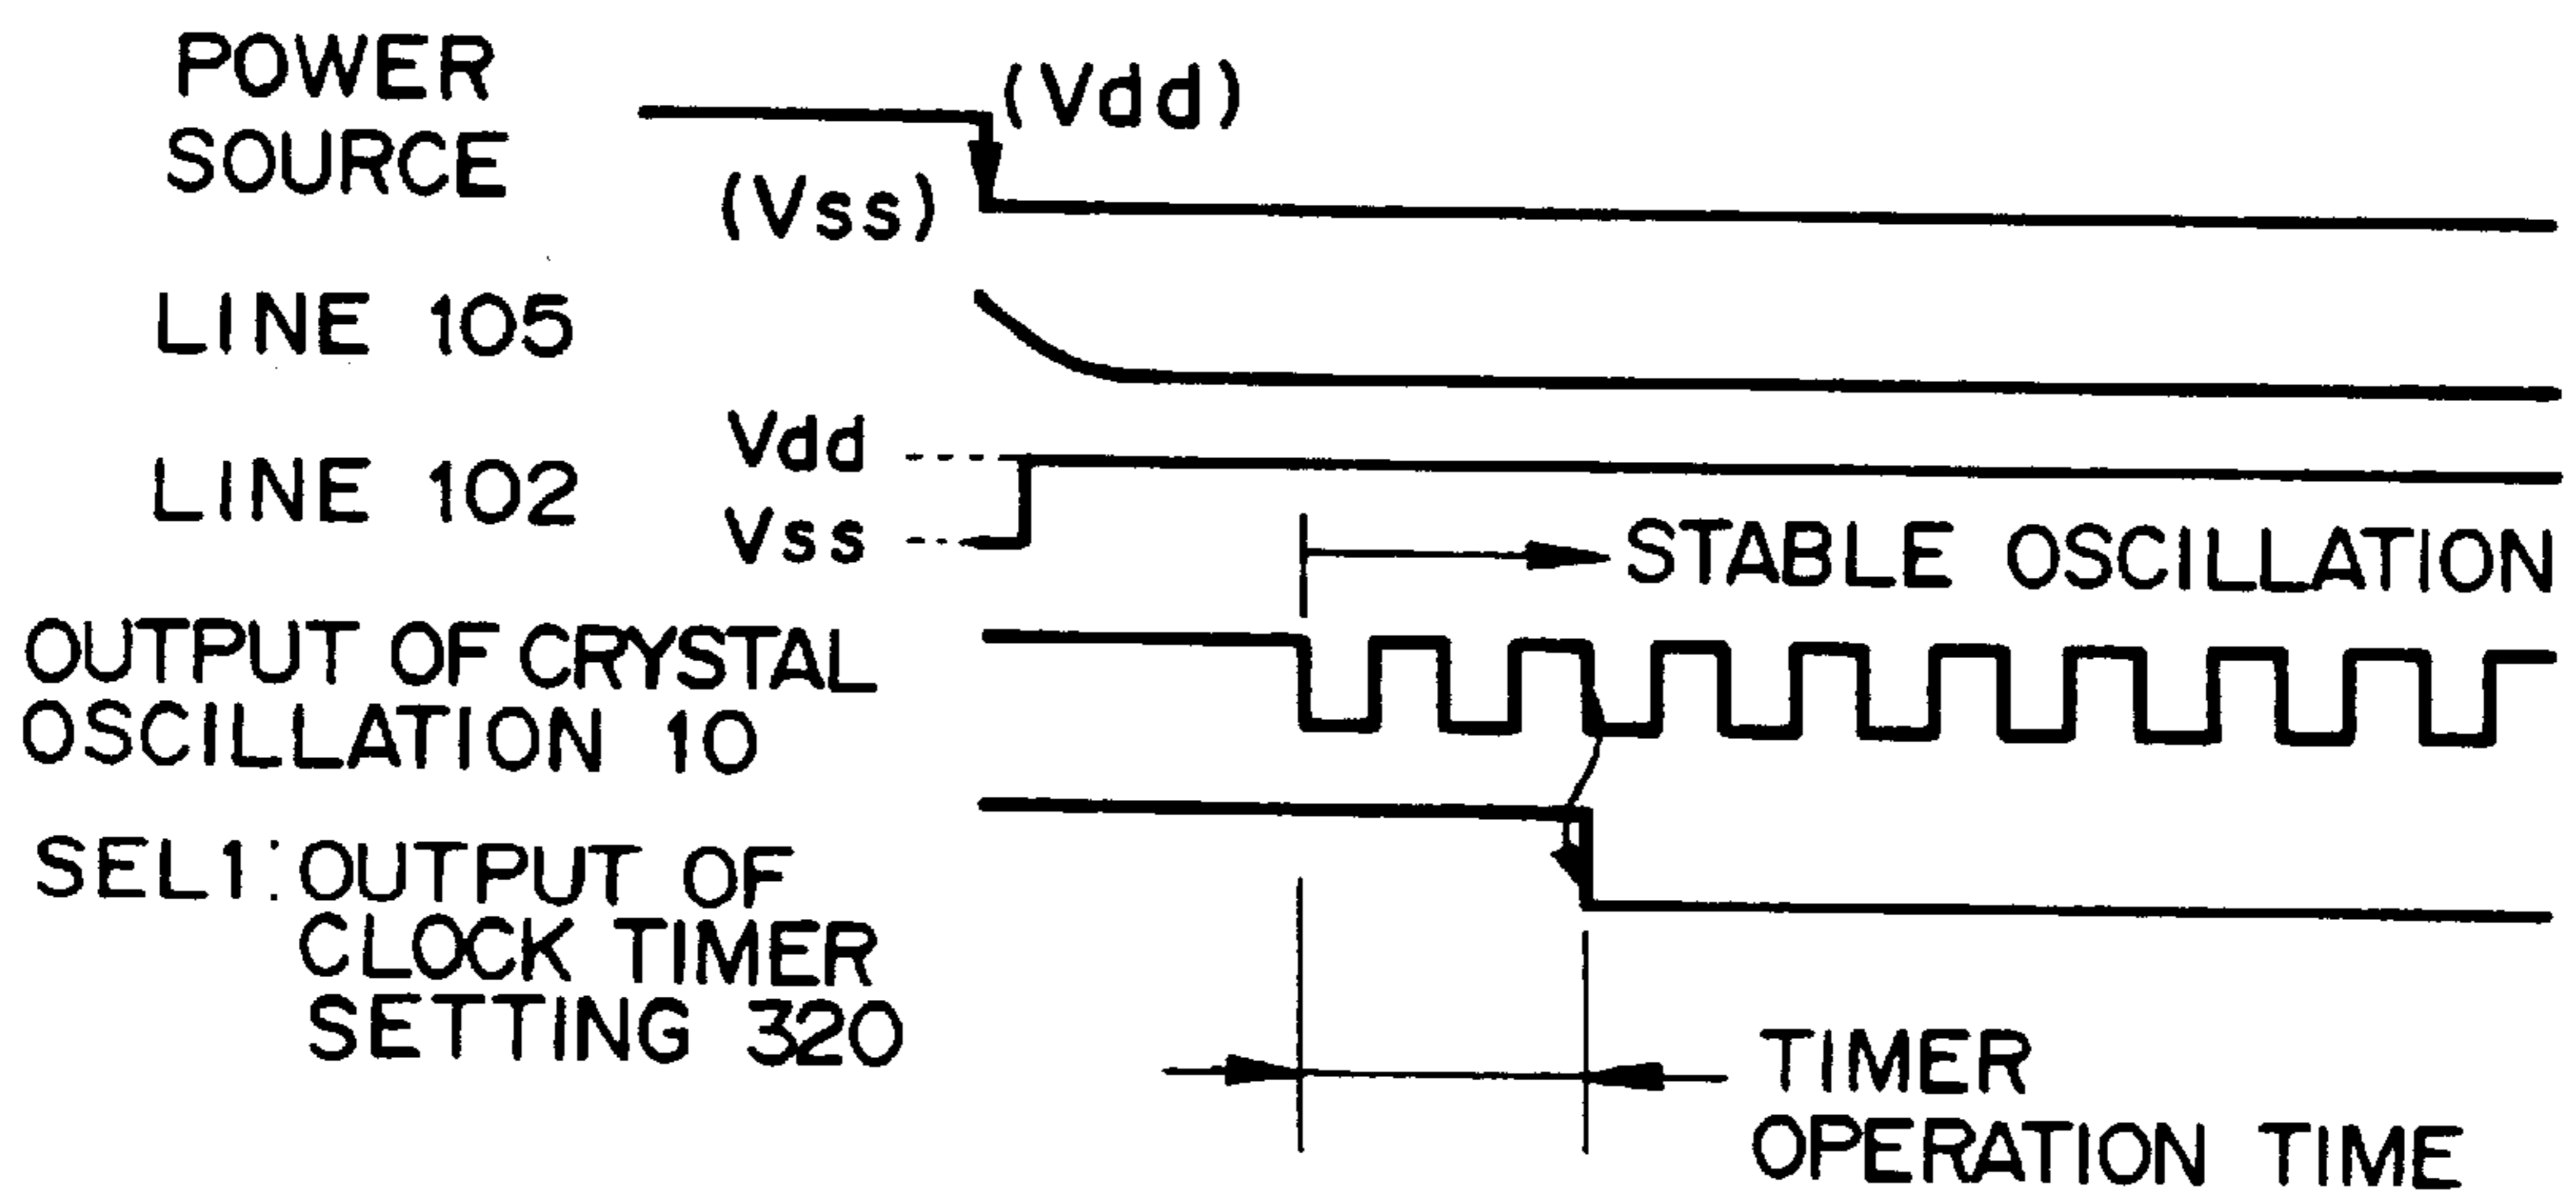 POWER
SOURCE
(Vdd)
(Vss)
LINE 105
LINE 102
Vdd
Vss
STABLE OSCILLATION
OUTPUT OF CRYSTAL
OSCILLATION 10
SEL1: OUTPUT OF
CLOCK TIMER
SETTING 320
TIMER
OPERATION TIME